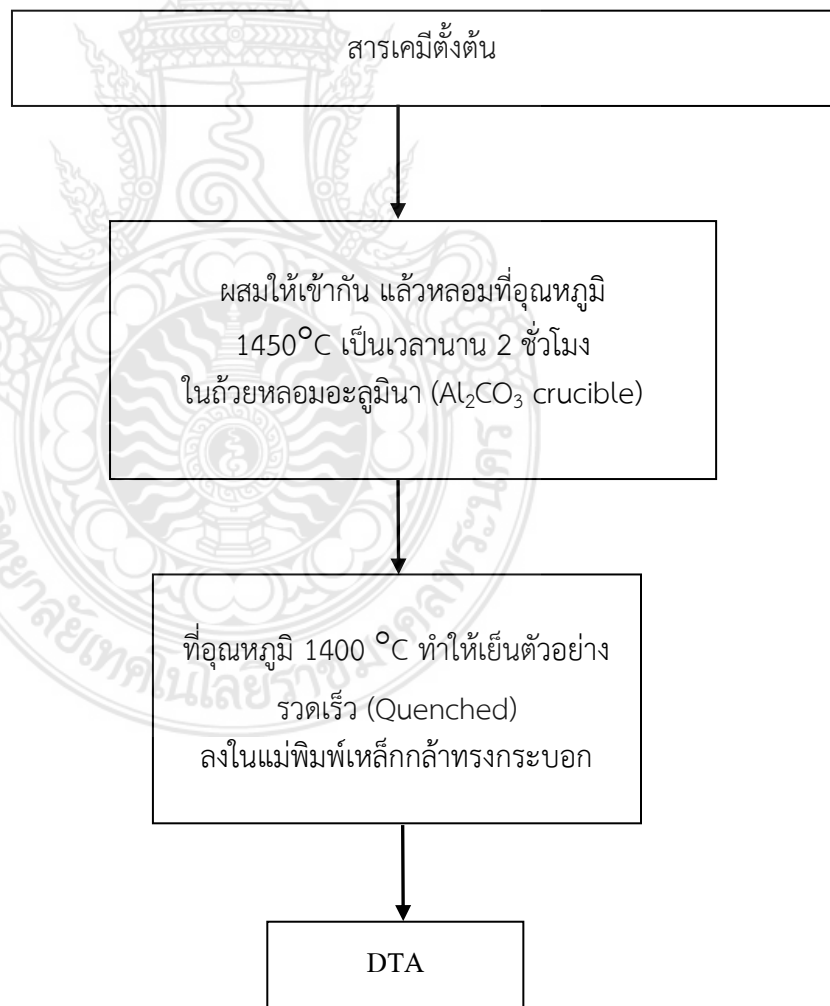 สารเคมีตั้งต้น
ผสมให้เข้ากัน แล้วหลอมที่อุณหภูมิ
1450°C เป็นเวลานาน 2 ชั่วโมง
ในถ้วยหลอมอะลูมินา (Al₂CO₃ crucible)
ที่อุณหภูมิ 1400 °C ทำให้เย็นตัวอย่าง
รวดเร็ว (Quenched)
ลงในแม่พิมพ์เหล็กกล้าทรงกระบอก
DTA